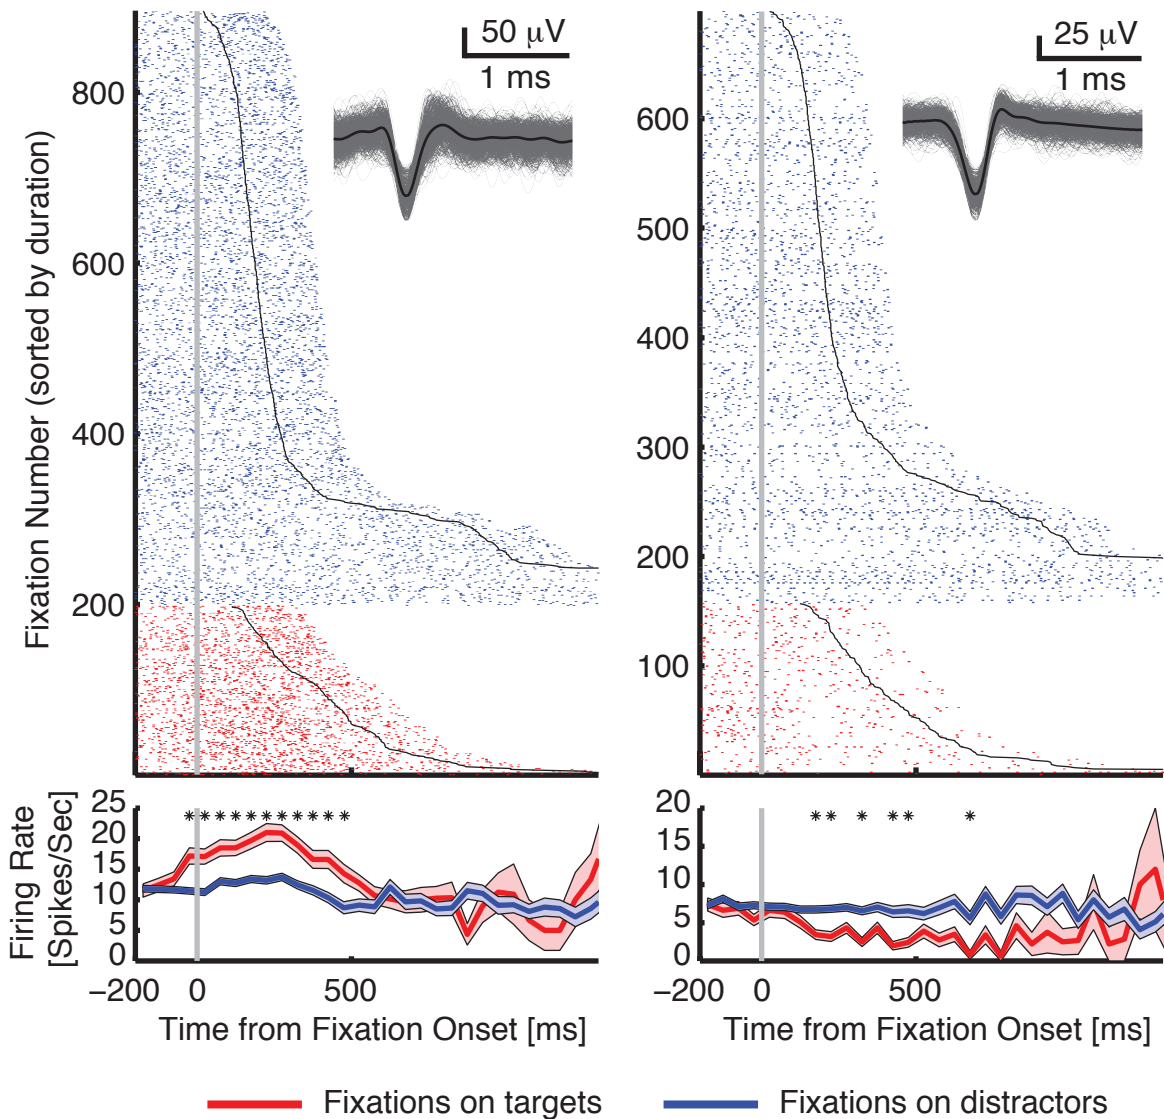 50 μV
1 ms
25 μV
1 ms
Fixation Number (sorted by duration)
800
600
400
200
600
500
400
300
200
100
Firing Rate
[Spikes/Sec]
25
20
15
10
5
0
* * * * * * * * * * *
20
15
10
5
0
* * * * * *
−200 0 500
−200 0 500
Time from Fixation Onset [ms]
Time from Fixation Onset [ms]
Fixations on targets
Fixations on distractors